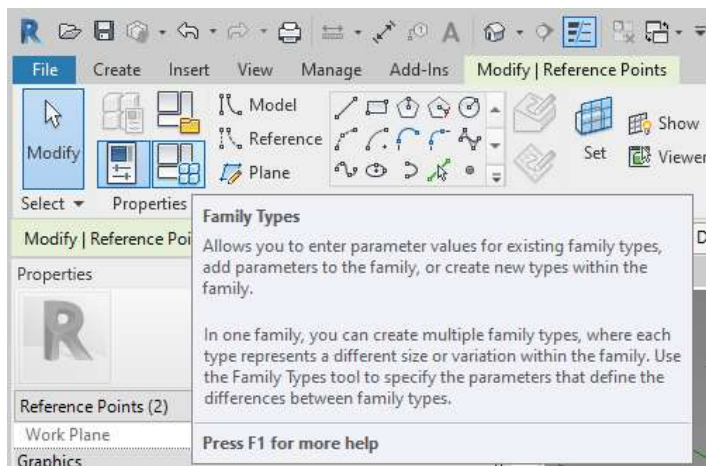 File Create Insert View Manage Add-Ins Modify | Reference Points
Model
Reference
Plane
Modify
Set
Show
Viewer
Select Properties
Modify | Reference Poi
Family Types
Allows you to enter parameter values for existing family types,
add parameters to the family, or create new types within the
family.
In one family, you can create multiple family types, where each
type represents a different size or variation within the family. Use
the Family Types tool to specify the parameters that define the
differences between family types.
Press F1 for more help
Properties
R
Reference Points (2)
Work Plane
Graphics